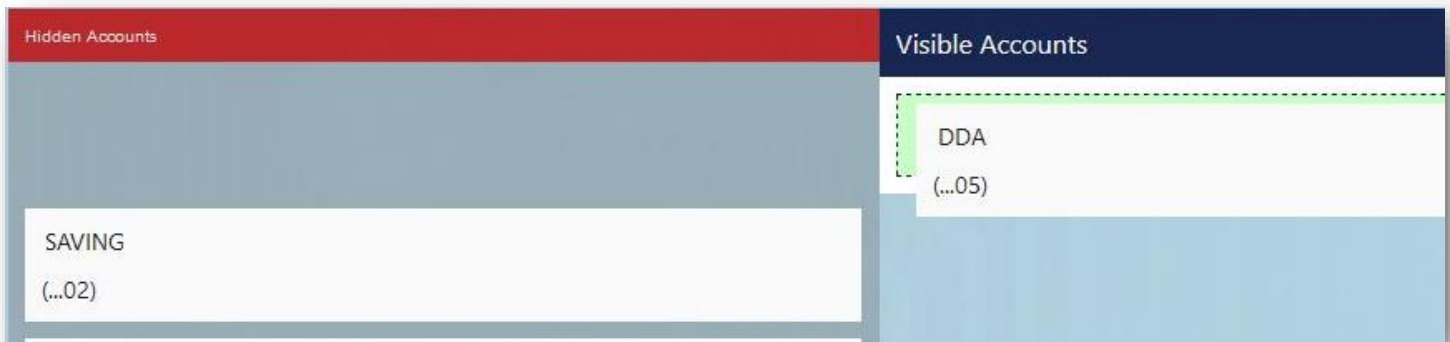 Hidden Accounts
Visible Accounts
DDA
(...05)
SAVING
(...02)